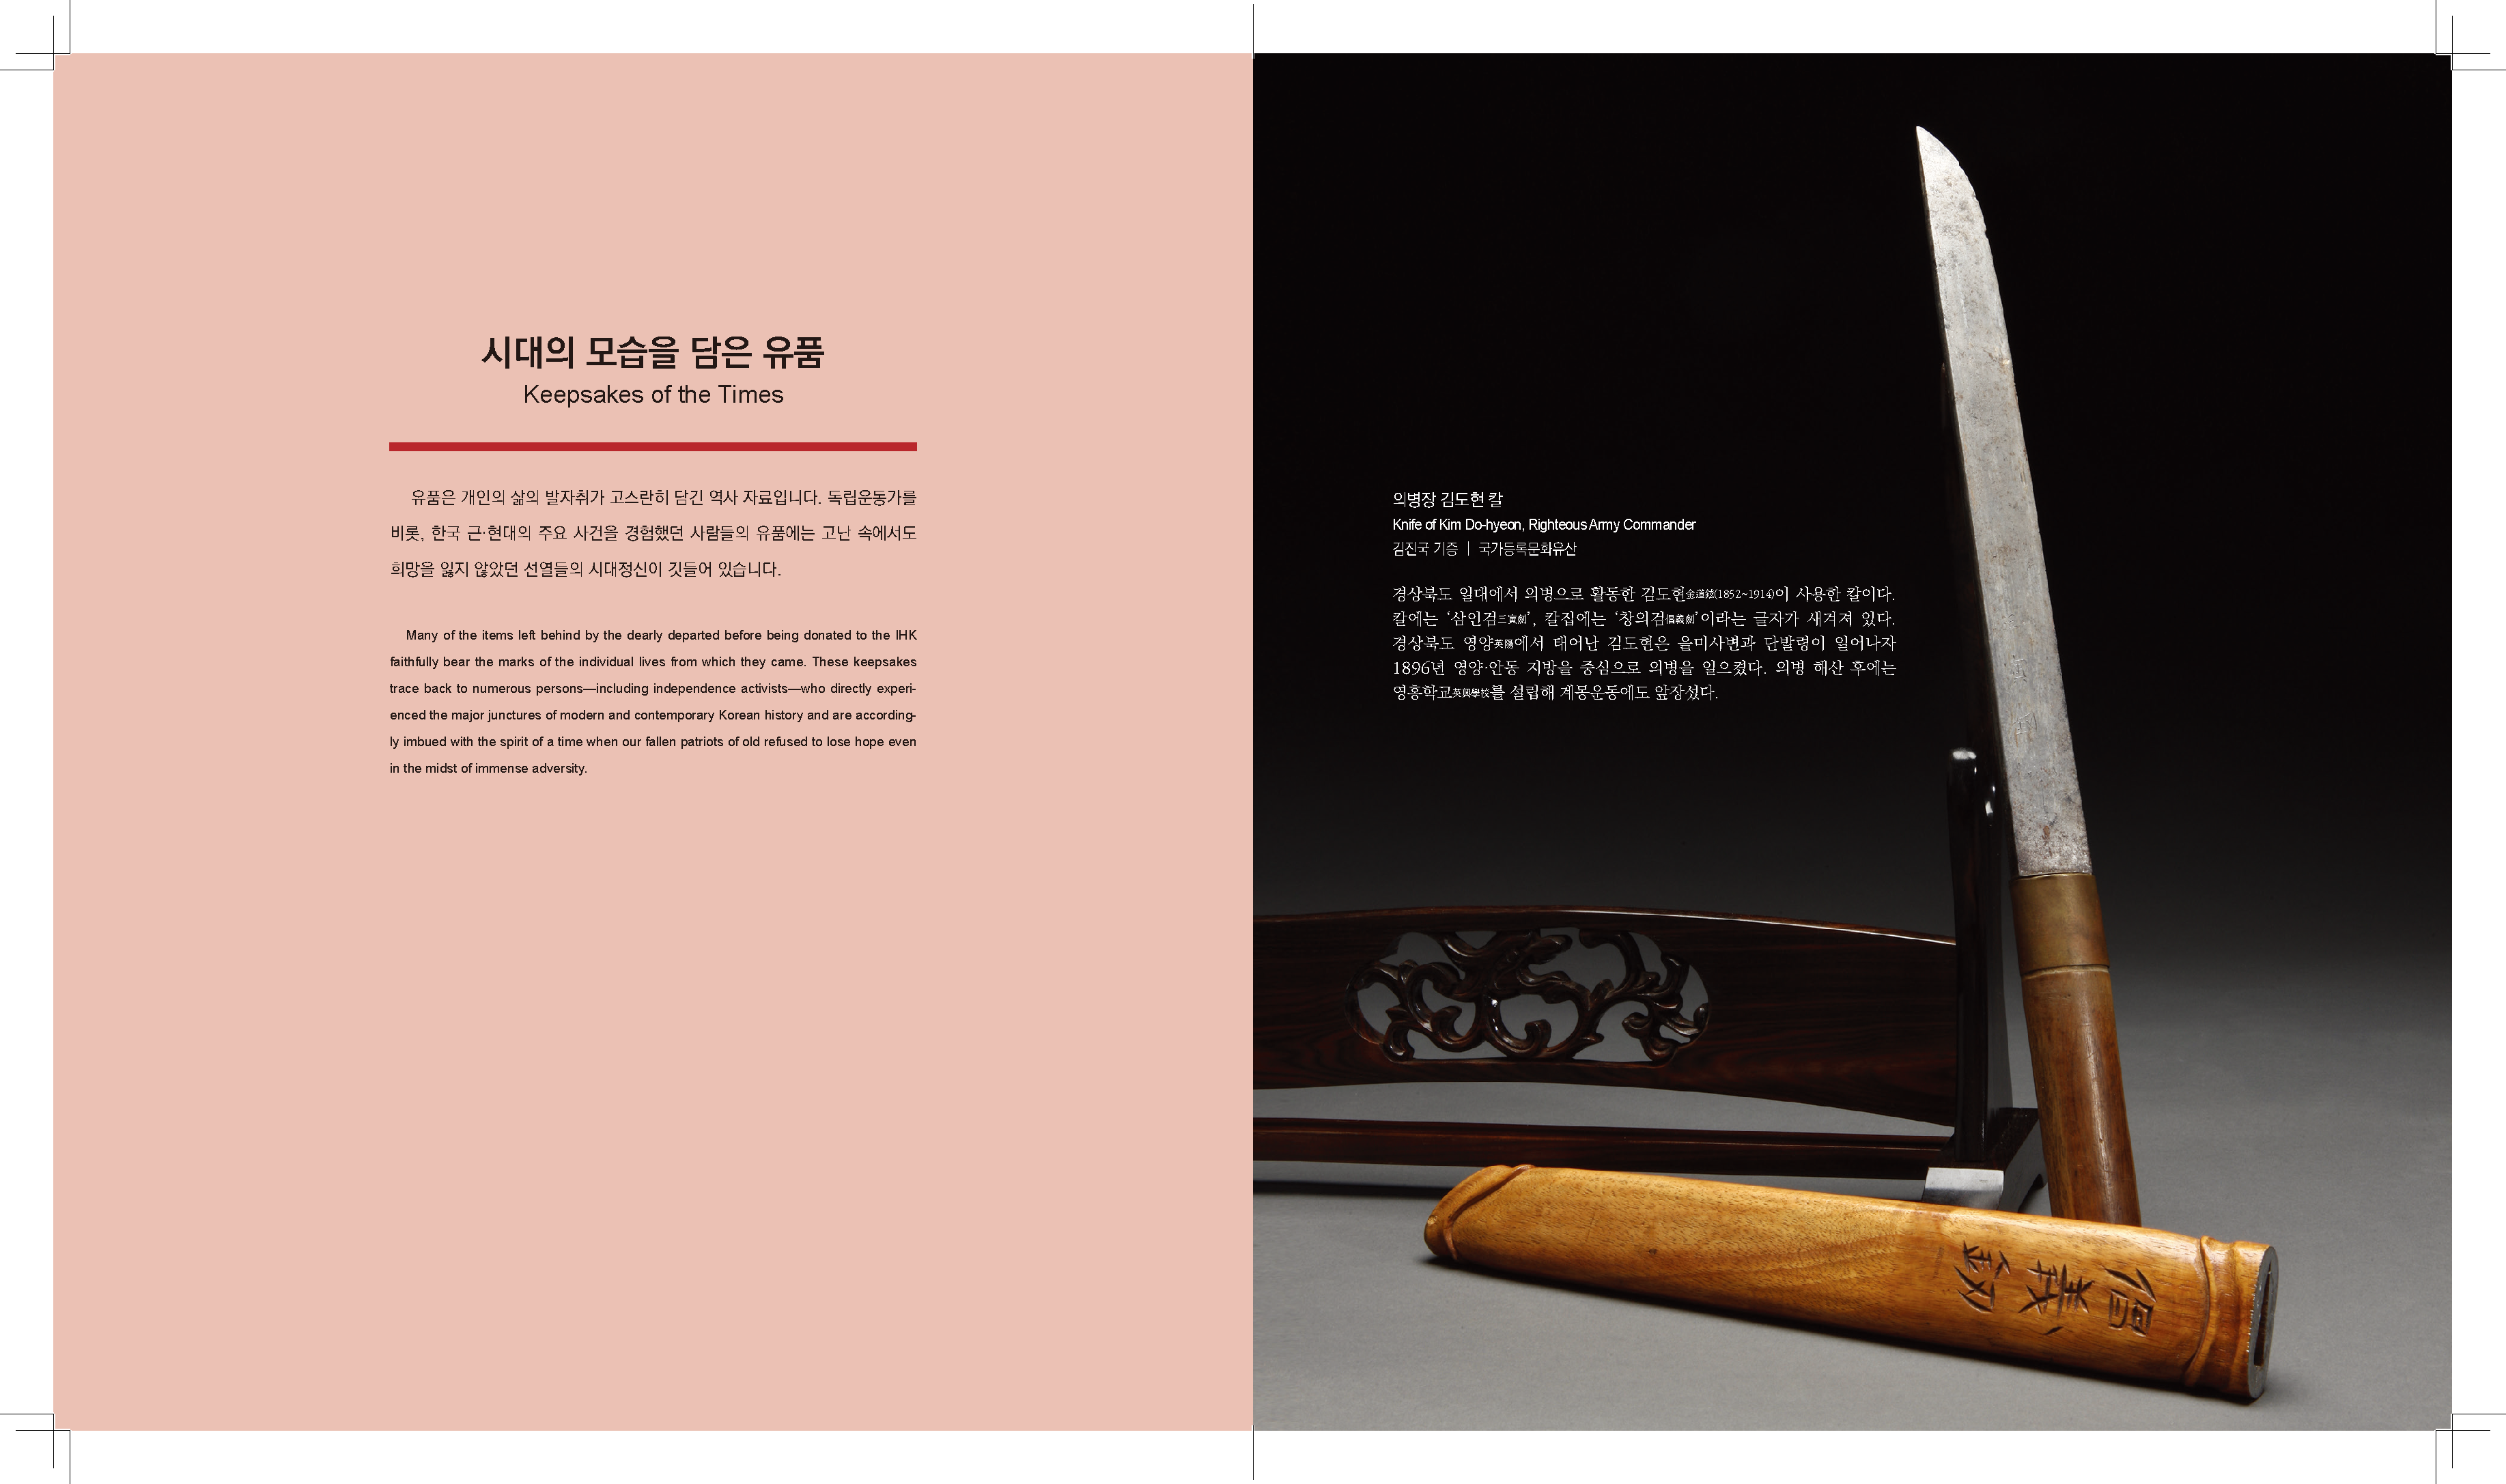 시대의 모습을 담은 유품
Keepsakes of the Times
유품은 개인의 삶의 발자취가 고스란히 담긴 역사 자료입니다. 독립운동가를
비롯, 한국 근·현대의 주요 사건을 경험했던 사람들의 유품에는 고난 속에서도
희망을 잃지 않았던 선열들의 시대정신이 깃들어 있습니다.
Many of the items left behind by the dearly departed before being donated to the IHK
faithfully bear the marks of the individual lives from which they came. These keepsakes
trace back to numerous persons—including independence activists—who directly experi-
enced the major junctures of modern and contemporary Korean history and are according-
ly imbued with the spirit of a time when our fallen patriots of old refused to lose hope even
in the midst of immense adversity.
의병장 김도현 칼
Knife of Kim Do-hyeon, Righteous Army Commander
김진국 기증 | 국가등록문화유산
경상북도 일대에서 의병으로 활동한 김도현金道鉉(1852~1914)이 사용한 칼이다.
칼에는 ‘삼인검三寅劍’, 칼집에는 ‘창의검倡義劍’이라는 글자가 새겨져 있다.
경상북도 영양英陽에서 태어난 김도현은 을미사변과 단발령이 일어나자
1896년 영양·안동 지방을 중심으로 의병을 일으켰다. 의병 해산 후에는
영흥학교英興學校를 설립해 계몽운동에도 앞장섰다.
倡義劒